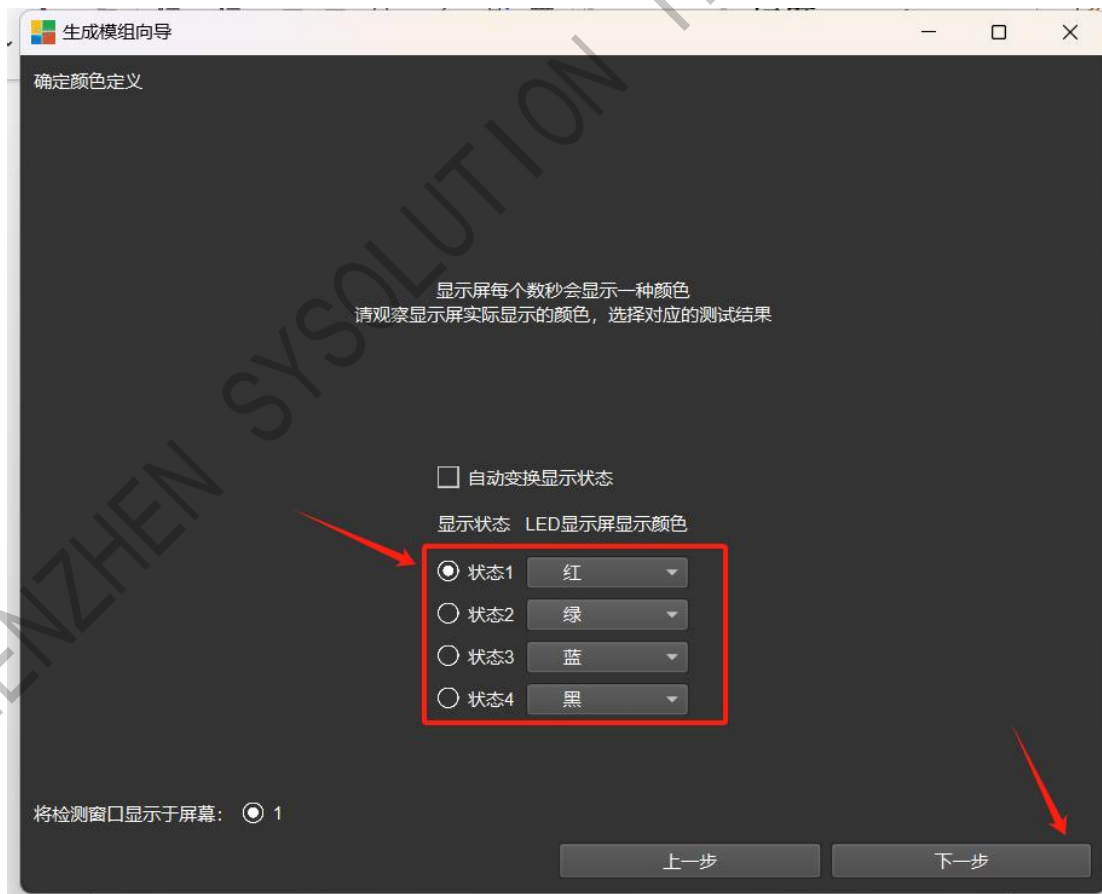 生成模组向导
确定颜色定义
显示屏每个数秒会显示一种颜色
请观察显示屏实际显示的颜色，选择对应的测试结果
自动变换显示状态
显示状态 LED显示屏显示颜色
状态1 红
状态2 绿
状态3 蓝
状态4 黑
将检测窗口显示于屏幕： 1
上一步 下一步
SYSOLUTION